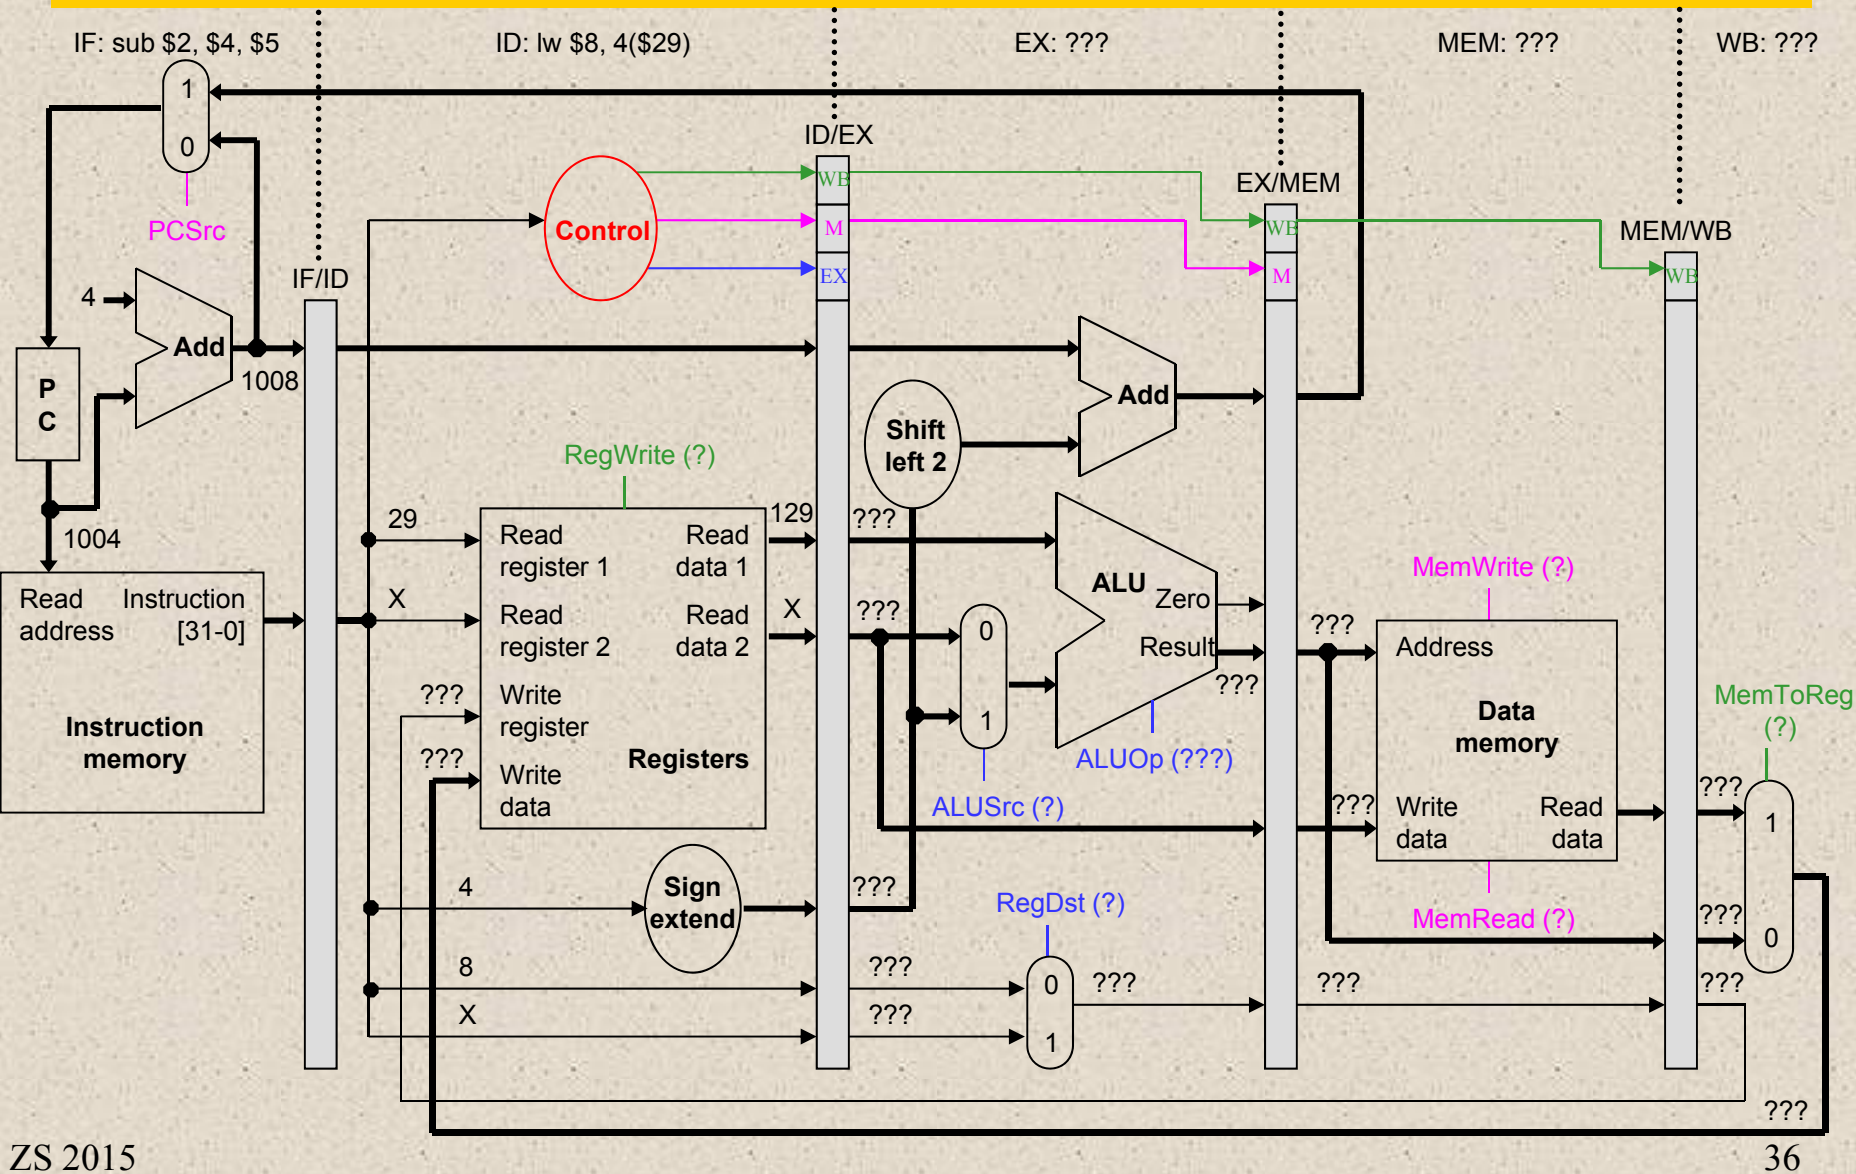 IF: sub $2, $4, $5
ID: lw $8, 4($29)
EX: ???
MEM: ???
WB: ???
1
0
PCSrc
ID/EX
WB
M
EX
Control
EX/MEM
WB
M
MEM/WB
WB
IF/ID
4
Add
1008
P
C
1004
Add
Shift
left 2
RegWrite (?)
29
X
???
???
Read
register 1
Read
data 1
Read
register 2
Read
data 2
Write
register
Registers
Write
data
129
X
???
???
0
1
ALUSrc (?)
ALU
Zero
Result
???
ALUOp (???)
Read
address
Instruction
[31-0]
Instruction
memory
MemWrite (?)
???
Address
Data
memory
???
Write
data
Read
data
MemRead (?)
MemToReg
(?)
???
1
???
0
4
Sign
extend
???
RegDst (?)
8
???
0
???
???
???
X
???
1
???
ZS 2015
36